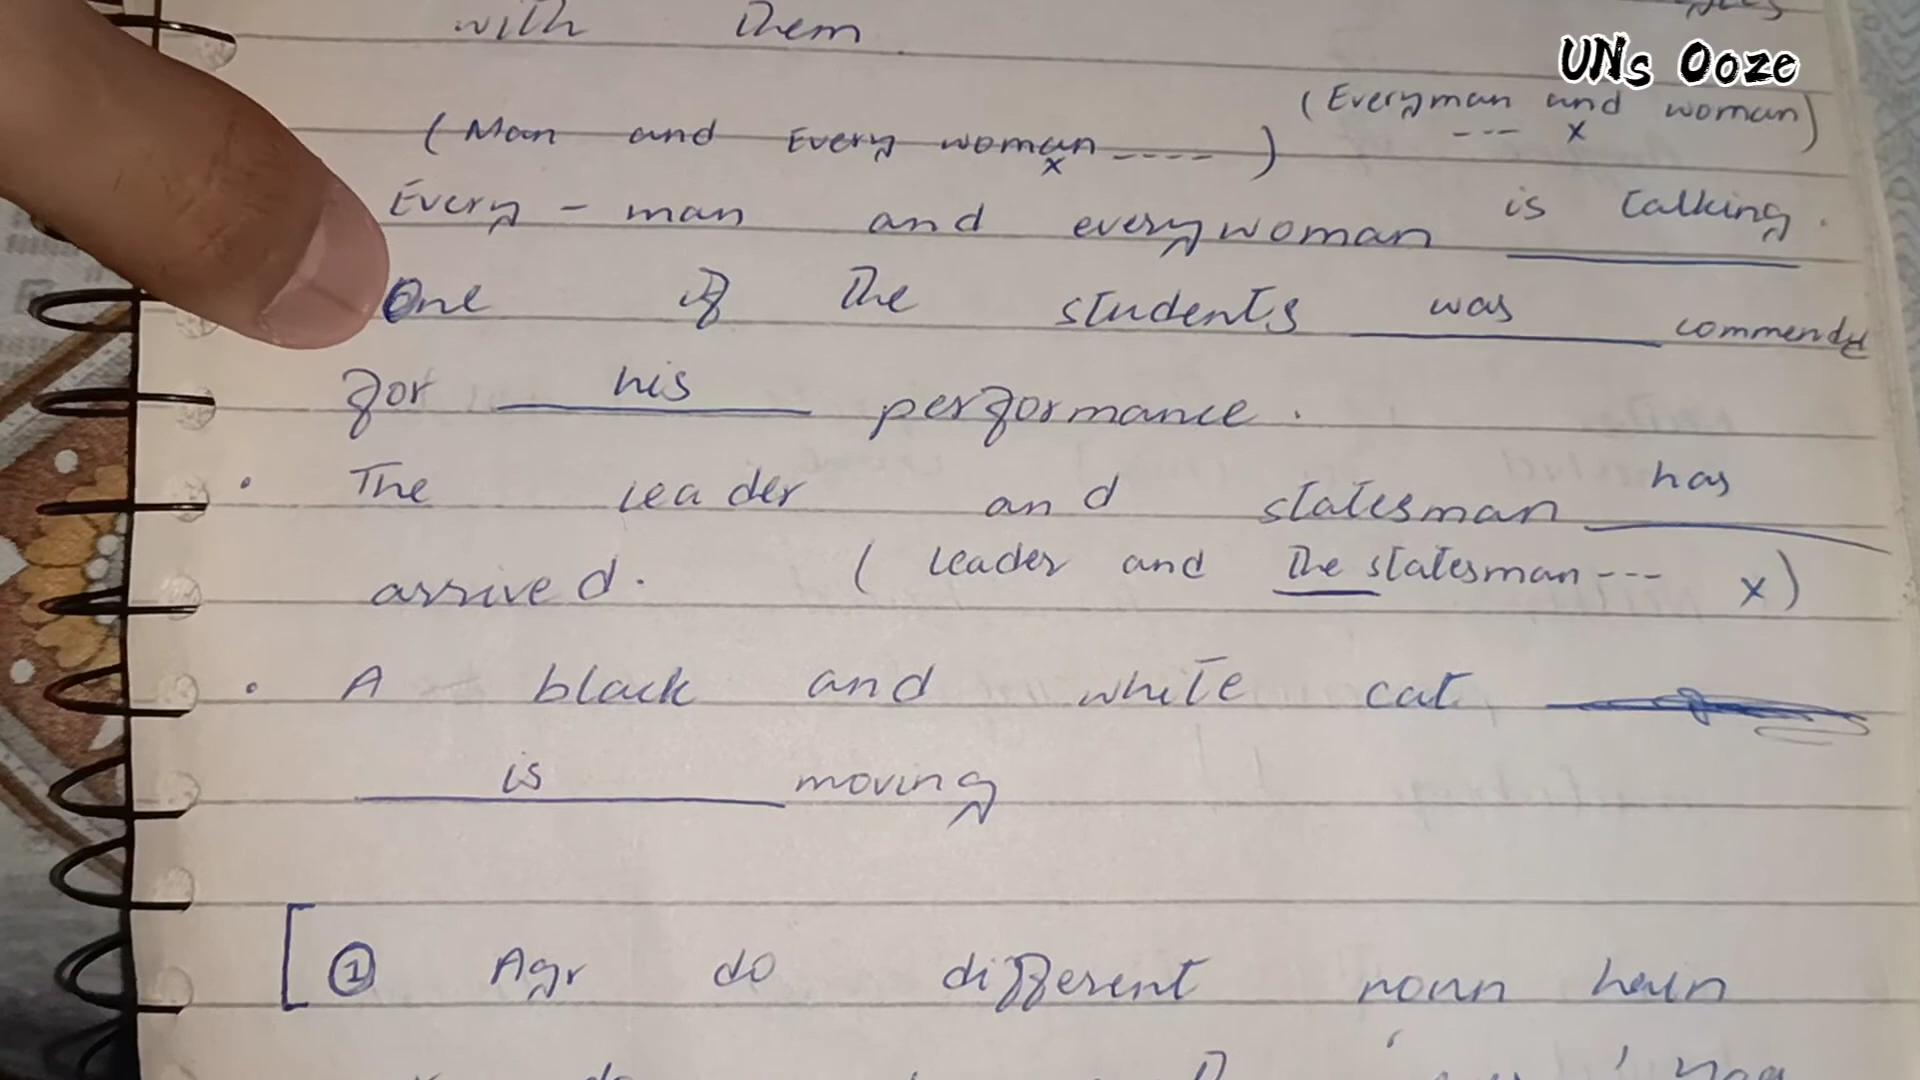 with them
UNs Ooze
(Everyman and woman)
--- x
(Man and Every woman ----)
x
Every - man and everywoman is talking.
One of the students was commended
for his performance.
• The leader and statesman has
arrived. (leader and the statesman --- x)
• A black and white cat
is moving
[① Agr do different noun hain